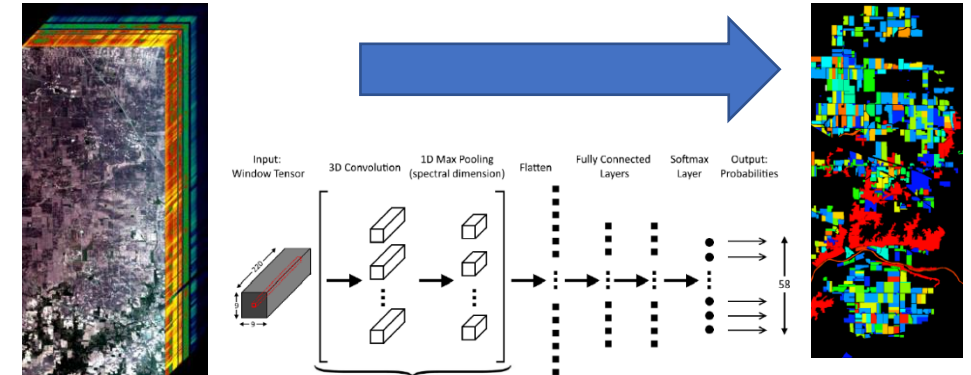 Input:
Window Tensor
3D Convolution
1D Max Pooling
(spectral dimension)
Flatten
Fully Connected
Layers
Softmax
Layer
Output:
Probabilities
220
9
9
58